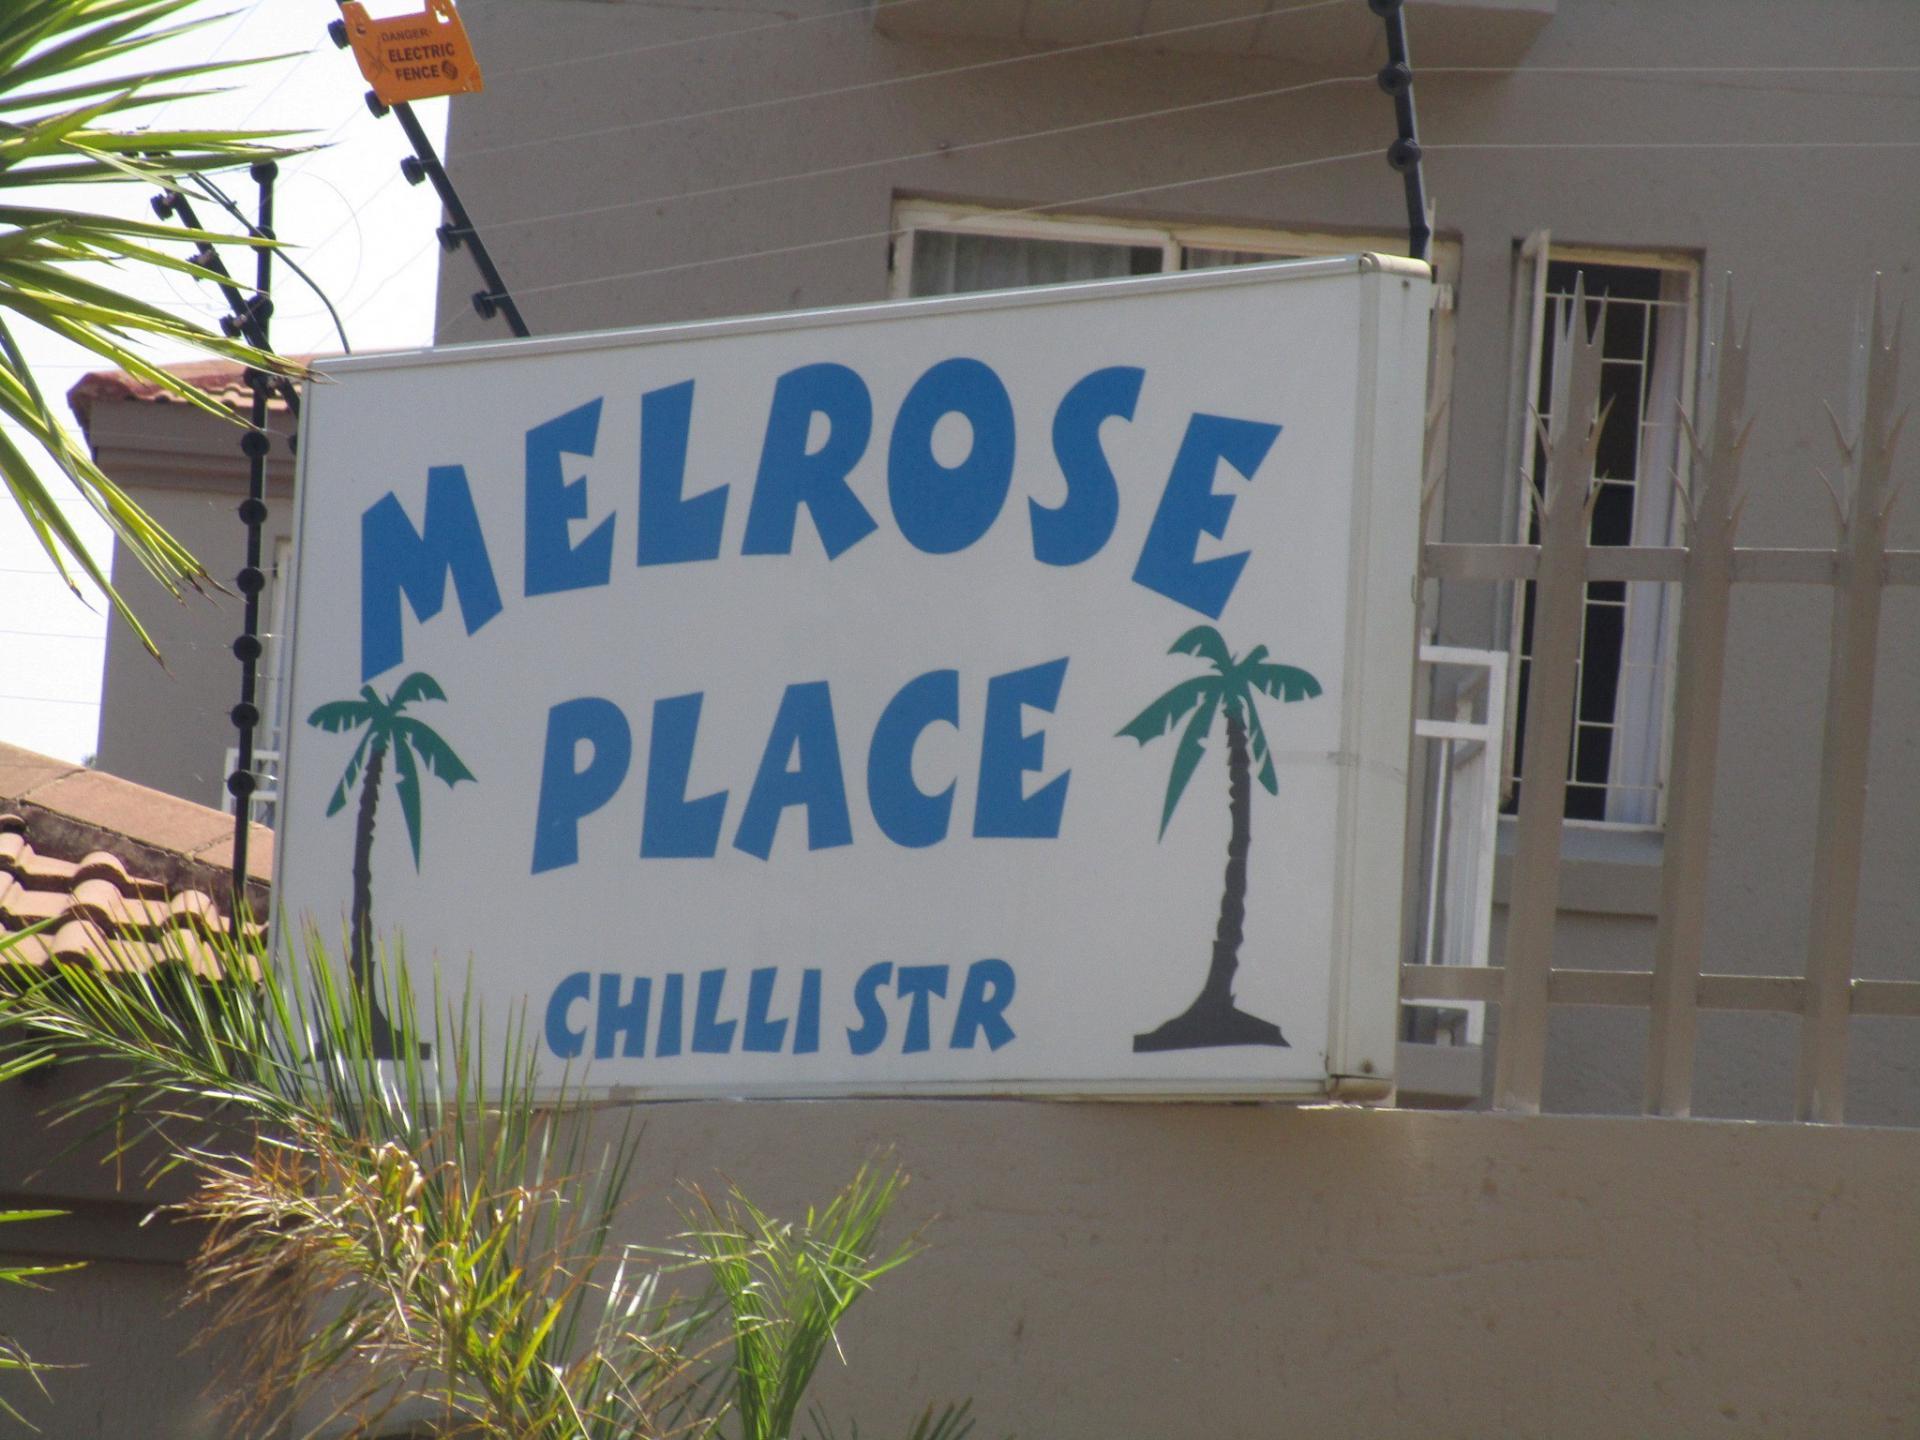 DANGER-
ELECTRIC
FENCE
MELROSE
PLACE
CHILLI STR